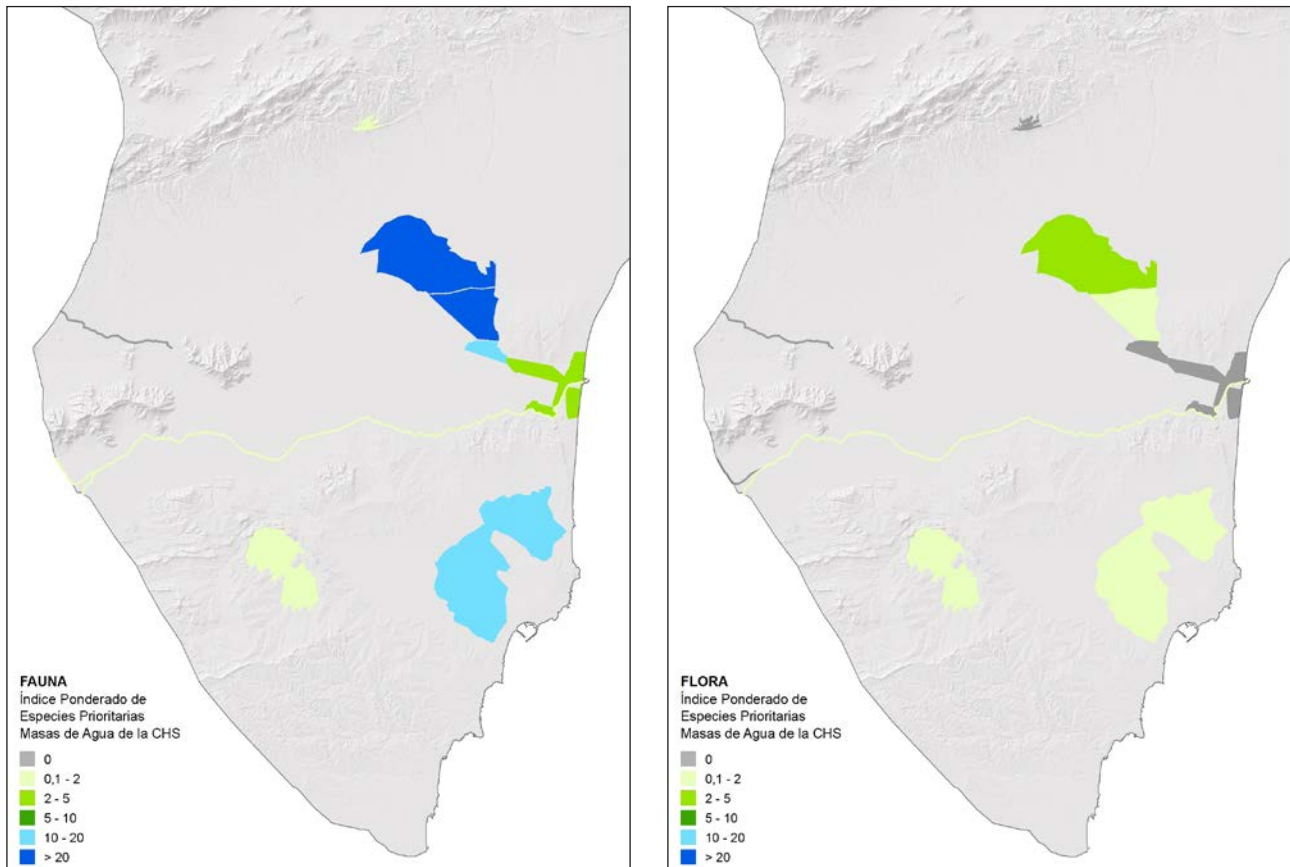 FAUNA
Índice Ponderado de
Especies Prioritarias
Masas de Agua de la CHS
0
0,1 - 2
2 - 5
5 - 10
10 - 20
> 20
FLORA
Índice Ponderado de
Especies Prioritarias
Masas de Agua de la CHS
0
0,1 - 2
2 - 5
5 - 10
10 - 20
> 20